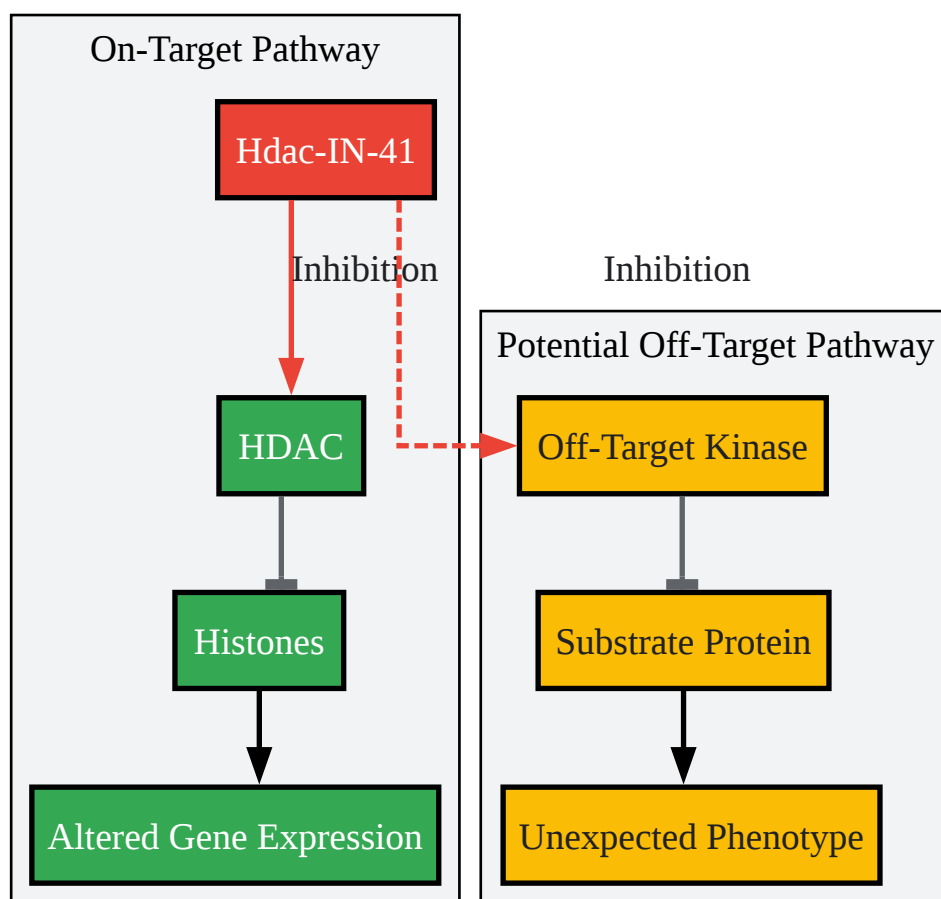 On-Target Pathway
Hdac-IN-41
Inhibition
Inhibition
Potential Off-Target Pathway
HDAC
Off-Target Kinase
Histones
Substrate Protein
Altered Gene Expression
Unexpected Phenotype